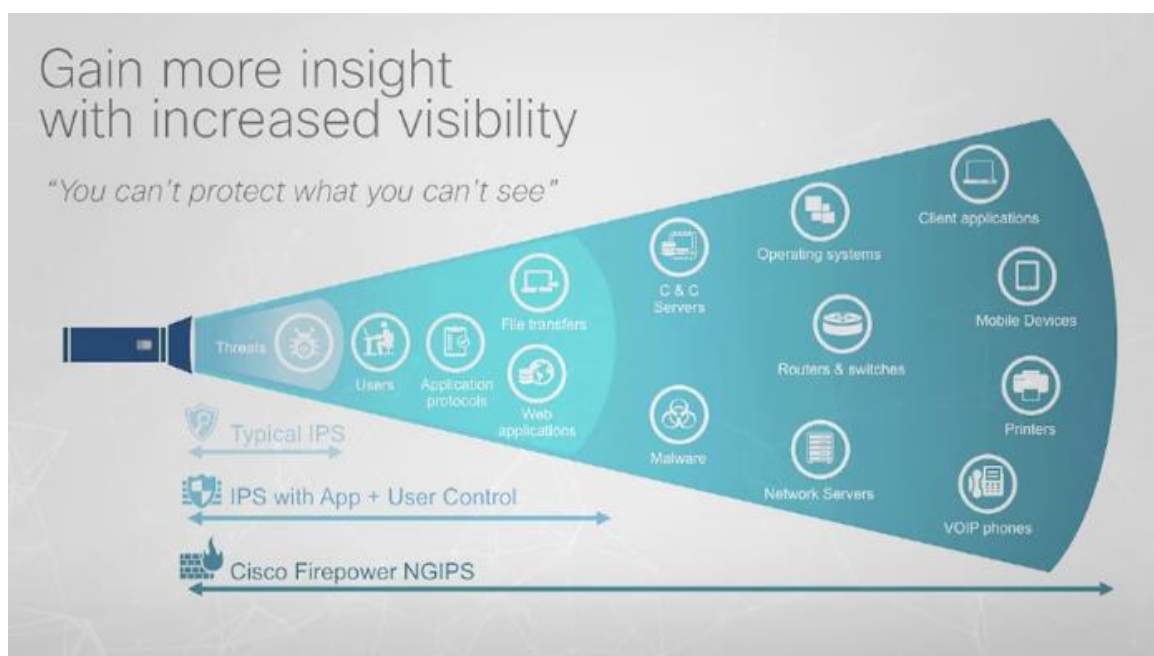 Gain more insight
with increased visibility
"You can't protect what you can't see"
Threats
Users
Application
protocols
File transfers
Web
applications
C & C
Servers
Malware
Operating systems
Routers & switches
Network Servers
Client applications
Mobile Devices
Printers
VOIP phones
Typical IPS
IPS with App + User Control
Cisco Firepower NGIPS